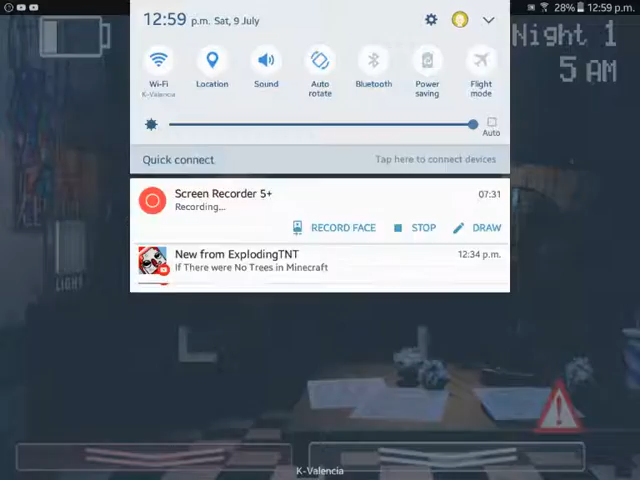 28% 12:59 p.m.
12:59 p.m. Sat, 9 July
Night 1
5 AM
Wi-Fi
K-Valencia
Location
Sound
Auto rotate
Bluetooth
Power saving
Flight mode
Auto
Quick connect
Tap here to connect devices
Screen Recorder 5+
07:31
Recording...
RECORD FACE
STOP
DRAW
New from ExplodingTNT
12:34 p.m.
If There were No Trees in Minecraft
LIGHT
K-Valencia